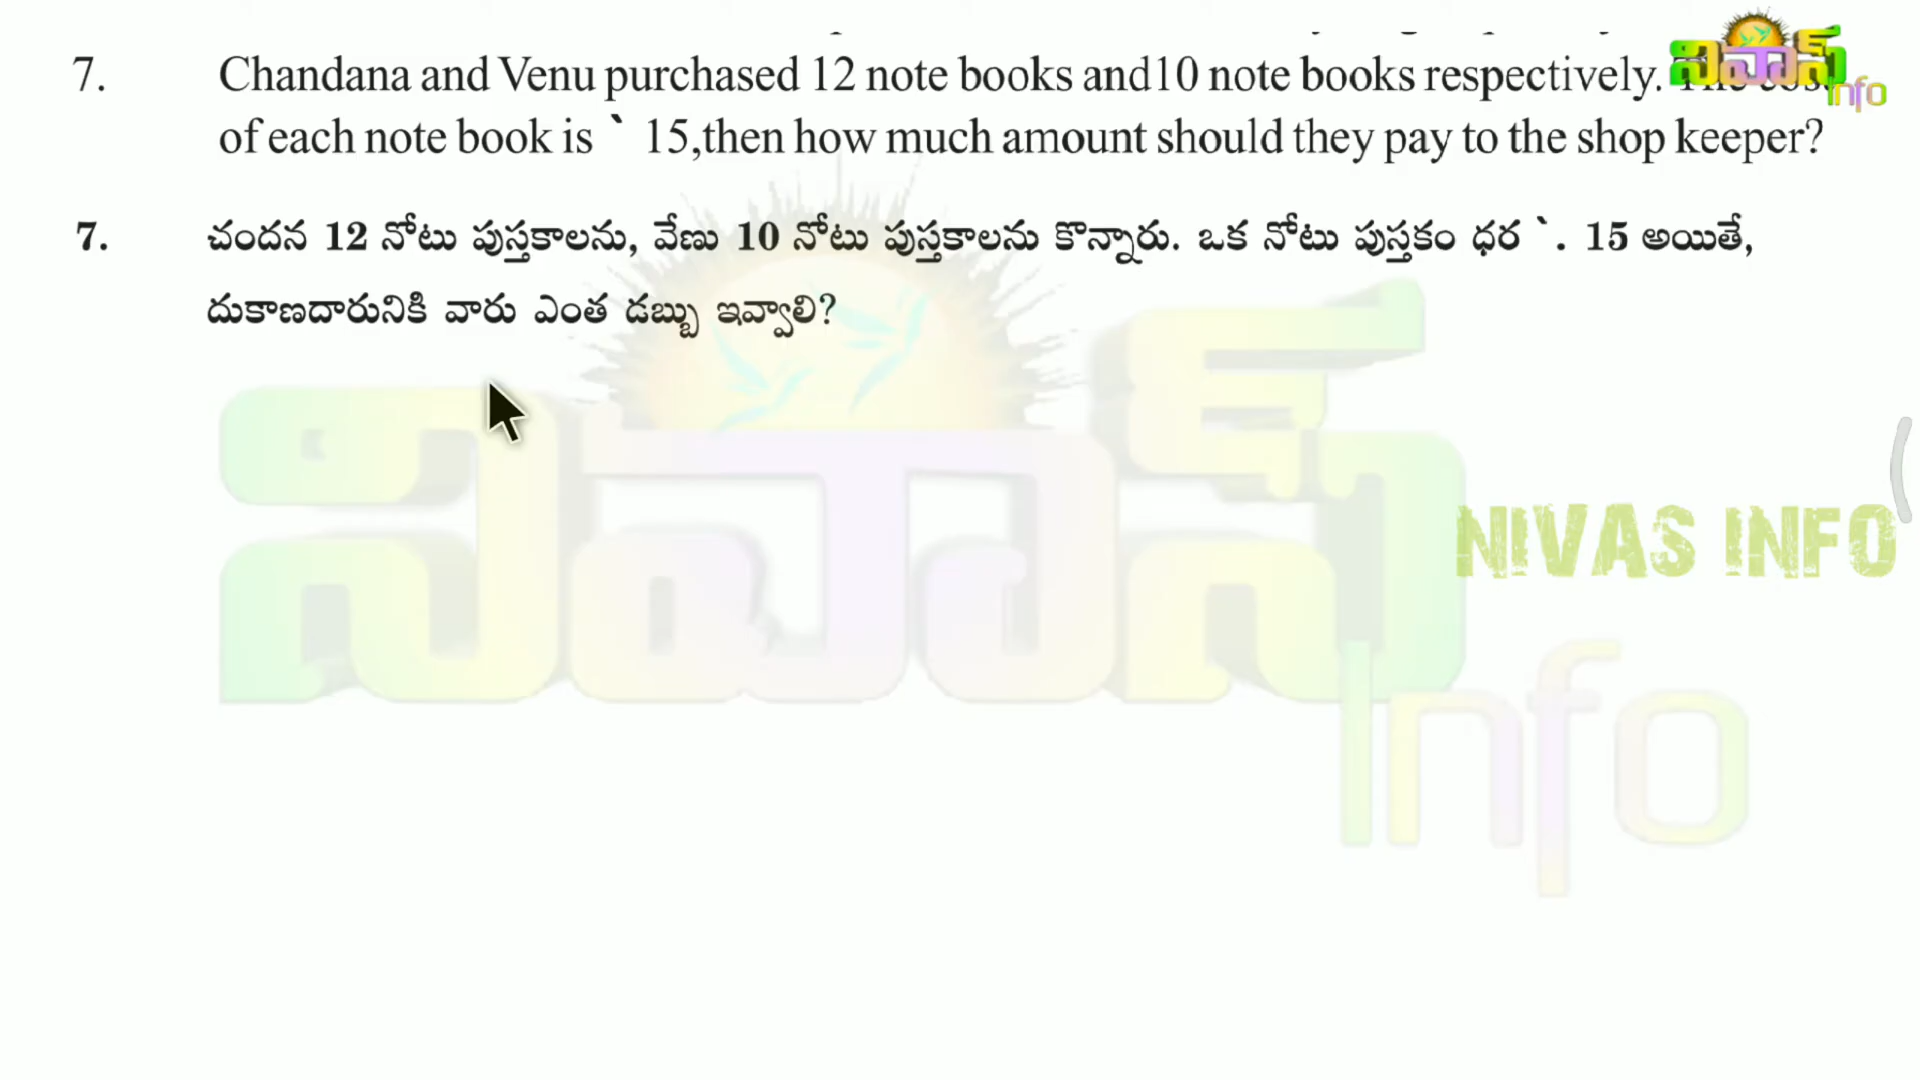 7. Chandana and Venu purchased 12 note books and10 note books respectively.
of each note book is ` 15,then how much amount should they pay to the shop keeper?
7. చందన 12 నోటు పుస్తకాలను, వేణు 10 నోటు పుస్తకాలను కొన్నారు. ఒక నోటు పుస్తకం ధర `. 15 అయితే,
దుకాణదారునికి వారు ఎంత డబ్బు ఇవ్వాలి?
నివాస్
Info
NIVAS INFO
నివాస్
Info